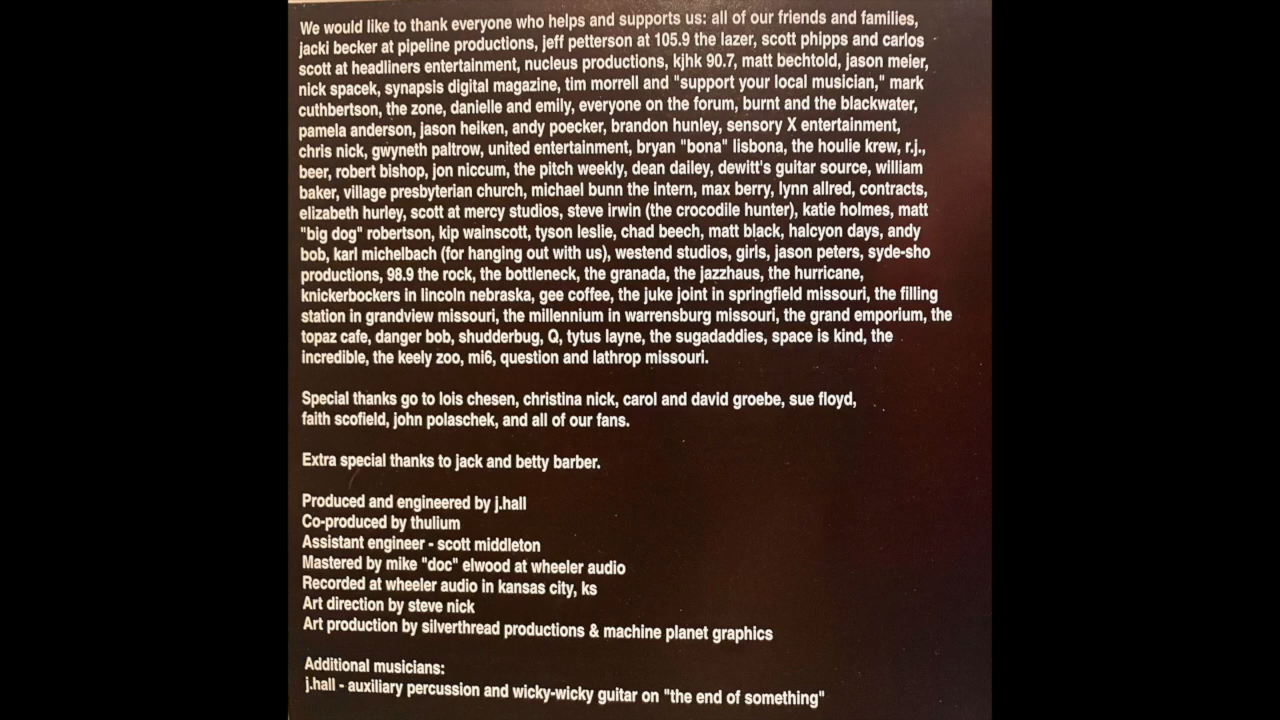 We would like to thank everyone who helps and supports us: all of our friends and families,
jacki becker at pipeline productions, jeff petterson at 105.9 the lazer, scott phipps and carlos
scott at headliners entertainment, nucleus productions, kjhk 90.7, matt bechtold, jason meier,
nick spacek, synapsis digital magazine, tim morrell and "support your local musician," mark
cuthbertson, the zone, danielle and emily, everyone on the forum, burnt and the blackwater,
pamela anderson, jason heiken, andy poecker, brandon hunley, sensory X entertainment,
chris nick, gwyneth paltrow, united entertainment, bryan "bona" lisbona, the houlie krew, r.j.,
beer, robert bishop, jon niccum, the pitch weekly, dean dailey, dewitt's guitar source, william
baker, village presbyterian church, michael bunn the intern, max berry, lynn allred, contracts,
elizabeth hurley, scott at mercy studios, steve irwin (the crocodile hunter), katie holmes, matt
"big dog" robertson, kip wainscott, tyson leslie, chad beech, matt black, halcyon days, andy
bob, karl michelbach (for hanging out with us), westend studios, girls, jason peters, syde-sho
productions, 98.9 the rock, the bottleneck, the granada, the jazzhaus, the hurricane,
knickerbockers in lincoln nebraska, gee coffee, the juke joint in springfield missouri, the filling
station in grandview missouri, the millennium in warrensburg missouri, the grand emporium, the
topaz cafe, danger bob, shudderbug, Q, tytus layne, the sugadaddies, space is kind, the
incredible, the keely zoo, mi6, question and lathrop missouri.
Special thanks go to lois chesen, christina nick, carol and david groebe, sue floyd,
faith scofield, john polaschek, and all of our fans.
Extra special thanks to jack and betty barber.
Produced and engineered by j.hall
Co-produced by thulium
Assistant engineer - scott middleton
Mastered by mike "doc" elwood at wheeler audio
Recorded at wheeler audio in kansas city, ks
Art direction by steve nick
Art production by silverthread productions & machine planet graphics
Additional musicians:
j.hall - auxiliary percussion and wicky-wicky guitar on "the end of something"